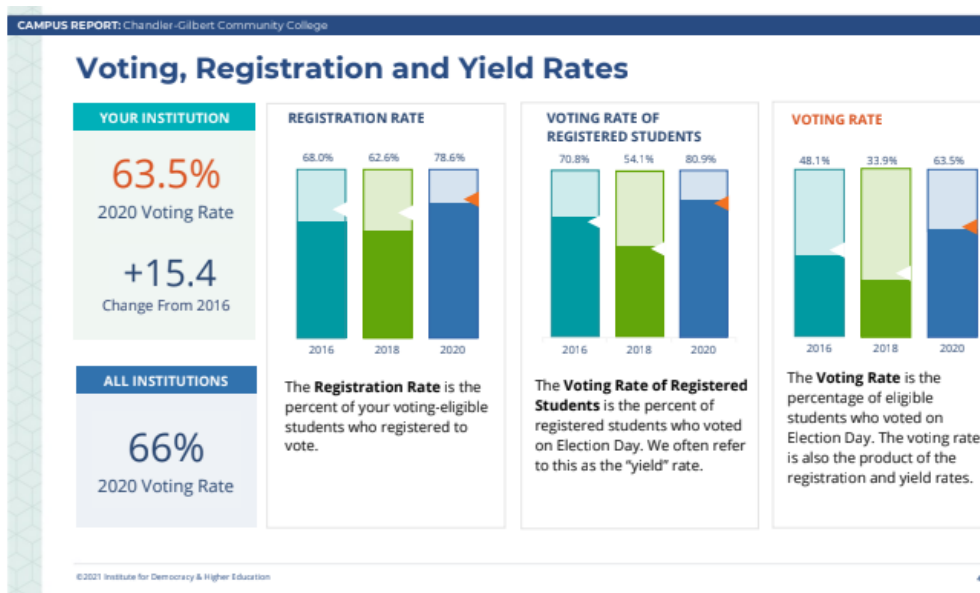 CAMPUS REPORT: Chandler-Gilbert Community College
Voting, Registration and Yield Rates
YOUR INSTITUTION
63.5%
2020 Voting Rate
+15.4
Change From 2016
ALL INSTITUTIONS
66%
2020 Voting Rate
REGISTRATION RATE
68.0% 62.6% 78.6%
2016 2018 2020
The Registration Rate is the
percent of your voting-eligible
students who registered to
vote.
VOTING RATE OF
REGISTERED STUDENTS
70.8% 54.1% 80.9%
2016 2018 2020
The Voting Rate of Registered
Students is the percent of
registered students who voted
on Election Day. We often refer
to this as the “yield” rate.
VOTING RATE
48.1% 33.9% 63.5%
2016 2018 2020
The Voting Rate is the
percentage of eligible
students who voted on
Election Day. The voting rate
is also the product of the
registration and yield rates.
©2021 Institute for Democracy & Higher Education